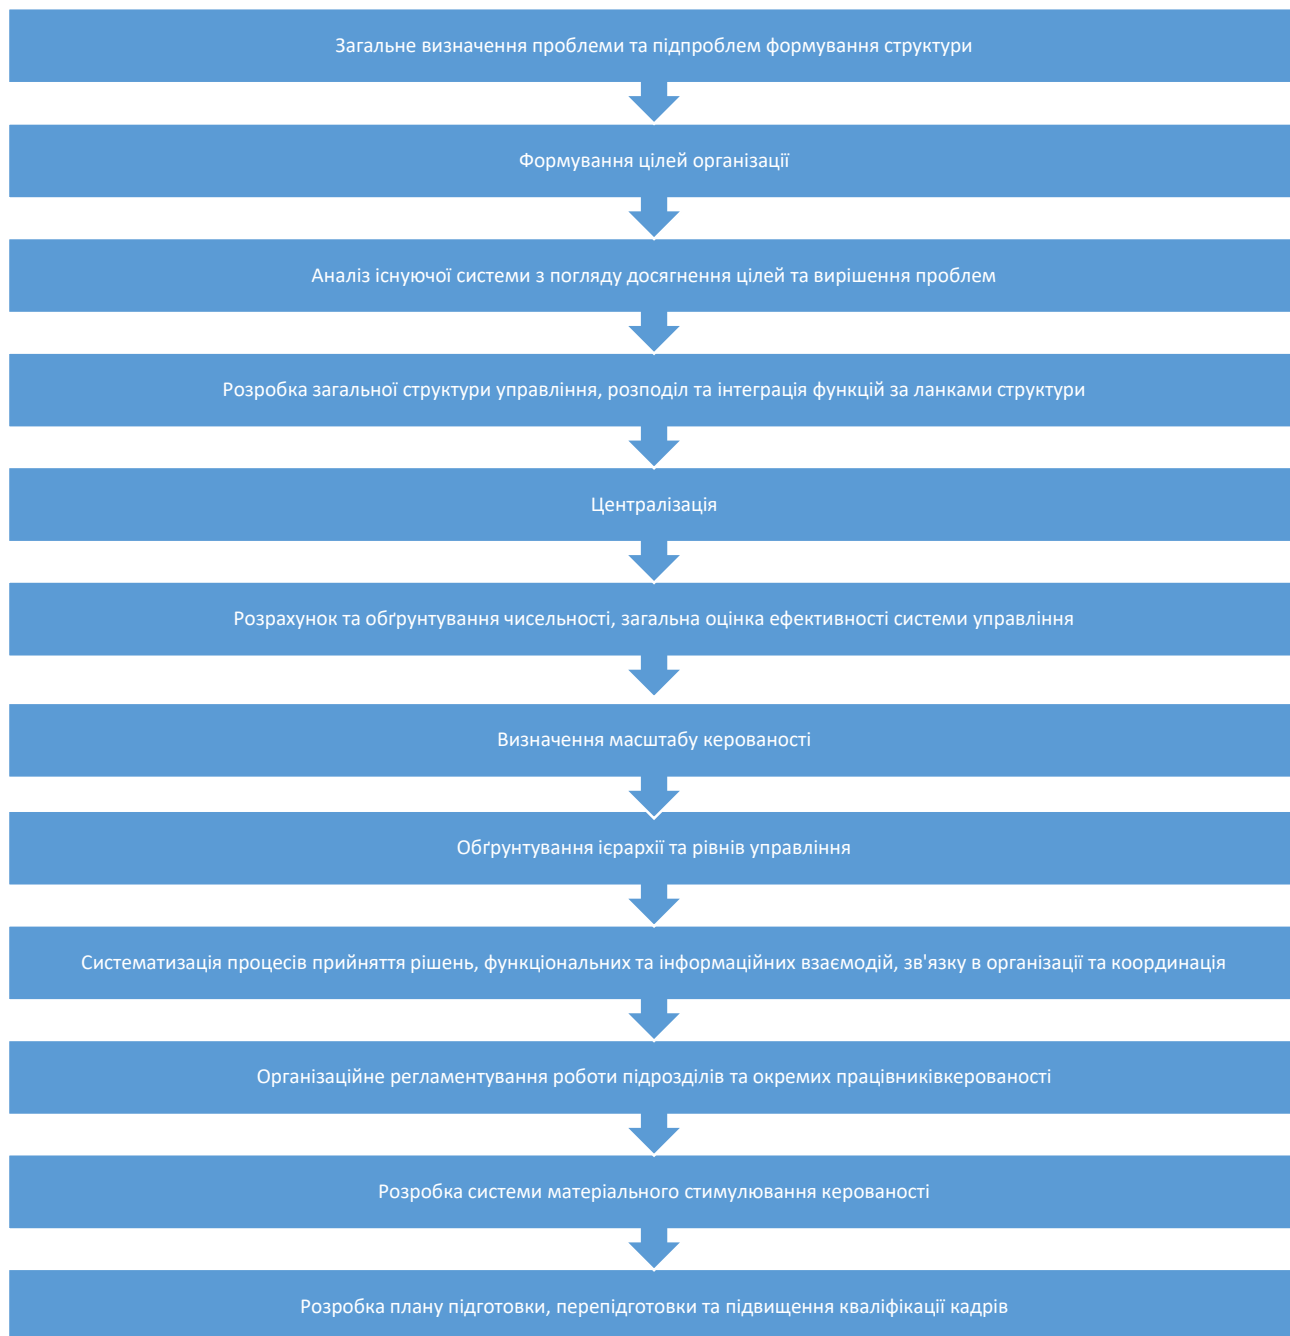 Загальне визначення проблеми та підпроблем формування структури
Формування цілей організації
Аналіз існуючої системи з погляду досягнення цілей та вирішення проблем
Розробка загальної структури управління, розподіл та інтеграція функцій за ланками структури
Централізація
Розрахунок та обґрунтування чисельності, загальна оцінка ефективності системи управління
Визначення масштабу керованості
Обґрунтування ієрархії та рівнів управління
Систематизація процесів прийняття рішень, функціональних та інформаційних взаємодій, зв'язку в організації та координація
Організаційне регламентування роботи підрозділів та окремих працівниківкерованості
Розробка системи матеріального стимулювання керованості
Розробка плану підготовки, перепідготовки та підвищення кваліфікації кадрів